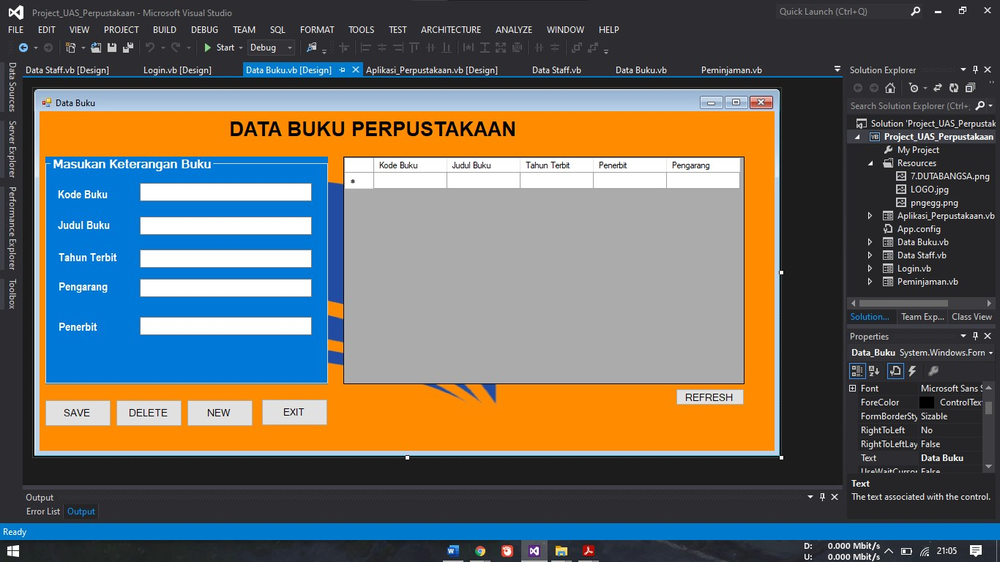 Project_UAS_Perpustakaan - Microsoft Visual Studio
Quick Launch (Ctrl+Q)
FILE EDIT VIEW PROJECT BUILD DEBUG TEAM SQL FORMAT TOOLS TEST ARCHITECTURE ANALYZE WINDOW HELP
Start Debug
Data Staff.vb [Design] Login.vb [Design] Data Buku.vb [Design] Aplikasi_Perpustakaan.vb [Design] Data Staff.vb Data Buku.vb Peminjaman.vb
Data Sources
Server Explorer
Performance Explorer
Toolbox
Data Buku
DATA BUKU PERPUSTAKAAN
Masukan Keterangan Buku
Kode Buku
Judul Buku
Tahun Terbit
Pengarang
Penerbit
Kode Buku Judul Buku Tahun Terbit Penerbit Pengarang
SAVE DELETE NEW EXIT
REFRESH
Solution Explorer
Search Solution Explorer (Ctrl+;
Solution 'Project_UAS_Perpustak
Project_UAS_Perpustakaan
My Project
Resources
7.DUTABANGSA.png
LOGO.jpg
pngegg.png
Aplikasi_Perpustakaan.vb
App.config
Data Buku.vb
Data Staff.vb
Login.vb
Peminjaman.vb
Solution... Team Exp... Class View
Properties
Data_Buku System.Windows.Forn
Font Microsoft Sans S
ForeColor ControlTex
FormBorderSty Sizable
RightToLeft No
RightToLeftLay False
Text Data Buku
UseWaitCursor False
Text
The text associated with the control.
Output
Error List Output
Ready
D: 0.000 Mbit/s
U: 0.000 Mbit/s
21:05